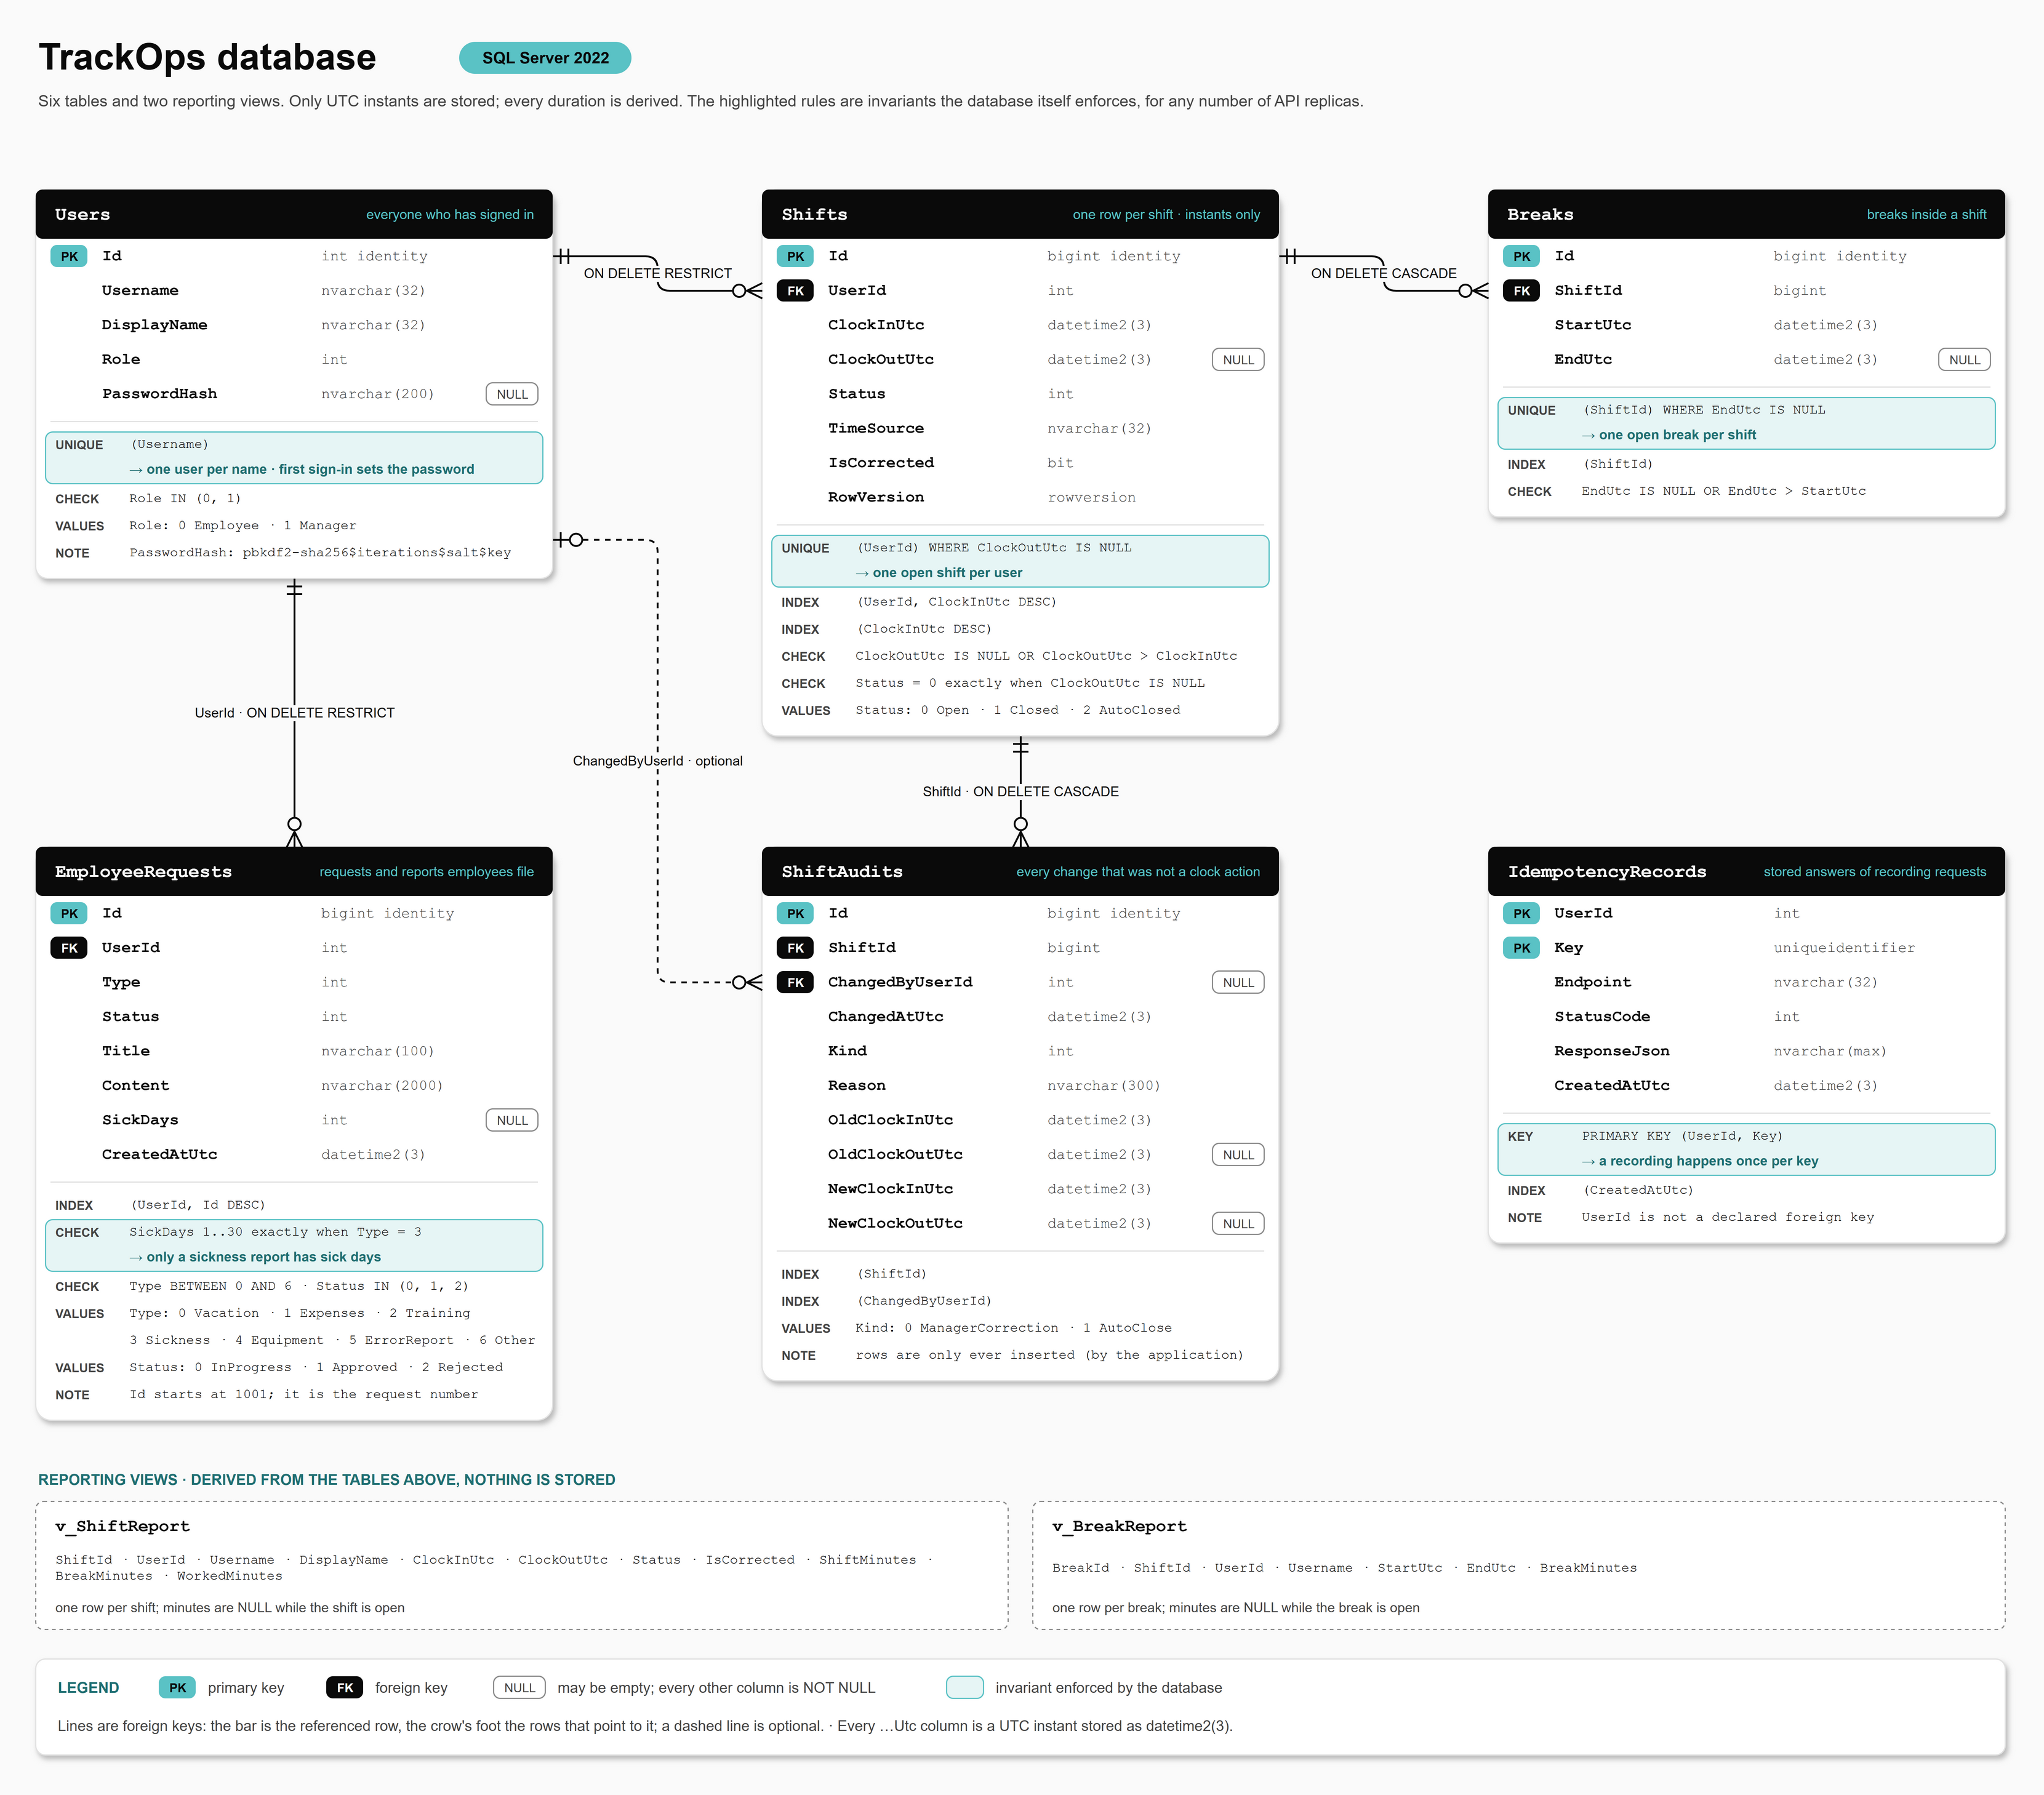 TrackOps database
SQL Server 2022
Six tables and two reporting views. Only UTC instants are stored; every duration is derived. The highlighted rules are invariants the database itself enforces, for any number of API replicas.
Users everyone who has signed in
PK Id int identity
Username nvarchar(32)
DisplayName nvarchar(32)
Role int
PasswordHash nvarchar(200) NULL
UNIQUE (Username)
→ one user per name · first sign-in sets the password
CHECK Role IN (0, 1)
VALUES Role: 0 Employee · 1 Manager
NOTE PasswordHash: pbkdf2-sha256$iterations$salt$key
ON DELETE RESTRICT
Shifts one row per shift · instants only
PK Id bigint identity
FK UserId int
ClockInUtc datetime2(3)
ClockOutUtc datetime2(3) NULL
Status int
TimeSource nvarchar(32)
IsCorrected bit
RowVersion rowversion
UNIQUE (UserId) WHERE ClockOutUtc IS NULL
→ one open shift per user
INDEX (UserId, ClockInUtc DESC)
INDEX (ClockInUtc DESC)
CHECK ClockOutUtc IS NULL OR ClockOutUtc > ClockInUtc
CHECK Status = 0 exactly when ClockOutUtc IS NULL
VALUES Status: 0 Open · 1 Closed · 2 AutoClosed
ON DELETE CASCADE
Breaks breaks inside a shift
PK Id bigint identity
FK ShiftId bigint
StartUtc datetime2(3)
EndUtc datetime2(3) NULL
UNIQUE (ShiftId) WHERE EndUtc IS NULL
→ one open break per shift
INDEX (ShiftId)
CHECK EndUtc IS NULL OR EndUtc > StartUtc
UserId · ON DELETE RESTRICT
ChangedByUserId · optional
ShiftId · ON DELETE CASCADE
EmployeeRequests requests and reports employees file
PK Id bigint identity
FK UserId int
Type int
Status int
Title nvarchar(100)
Content nvarchar(2000)
SickDays int NULL
CreatedAtUtc datetime2(3)
INDEX (UserId, Id DESC)
CHECK SickDays 1..30 exactly when Type = 3
→ only a sickness report has sick days
CHECK Type BETWEEN 0 AND 6 · Status IN (0, 1, 2)
VALUES Type: 0 Vacation · 1 Expenses · 2 Training
3 Sickness · 4 Equipment · 5 ErrorReport · 6 Other
VALUES Status: 0 InProgress · 1 Approved · 2 Rejected
NOTE Id starts at 1001; it is the request number
ShiftAudits every change that was not a clock action
PK Id bigint identity
FK ShiftId bigint
FK ChangedByUserId int NULL
ChangedAtUtc datetime2(3)
Kind int
Reason nvarchar(300)
OldClockInUtc datetime2(3)
OldClockOutUtc datetime2(3) NULL
NewClockInUtc datetime2(3)
NewClockOutUtc datetime2(3) NULL
INDEX (ShiftId)
INDEX (ChangedByUserId)
VALUES Kind: 0 ManagerCorrection · 1 AutoClose
NOTE rows are only ever inserted (by the application)
IdempotencyRecords stored answers of recording requests
PK UserId int
PK Key uniqueidentifier
Endpoint nvarchar(32)
StatusCode int
ResponseJson nvarchar(max)
CreatedAtUtc datetime2(3)
KEY PRIMARY KEY (UserId, Key)
→ a recording happens once per key
INDEX (CreatedAtUtc)
NOTE UserId is not a declared foreign key
REPORTING VIEWS · DERIVED FROM THE TABLES ABOVE, NOTHING IS STORED
v_ShiftReport
ShiftId · UserId · Username · DisplayName · ClockInUtc · ClockOutUtc · Status · IsCorrected · ShiftMinutes ·
BreakMinutes · WorkedMinutes
one row per shift; minutes are NULL while the shift is open
v_BreakReport
BreakId · ShiftId · UserId · Username · StartUtc · EndUtc · BreakMinutes
one row per break; minutes are NULL while the break is open
LEGEND PK primary key FK foreign key NULL may be empty; every other column is NOT NULL invariant enforced by the database
Lines are foreign keys: the bar is the referenced row, the crow's foot the rows that point to it; a dashed line is optional. · Every …Utc column is a UTC instant stored as datetime2(3).